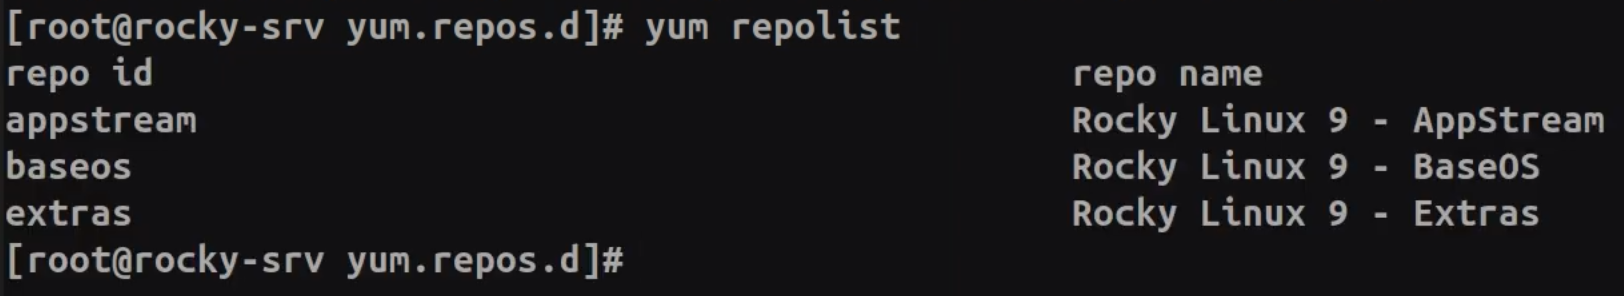 [root@rocky-srv yum.repos.d]# yum repolist
repo id repo name
appstream Rocky Linux 9 - AppStream
baseos Rocky Linux 9 - BaseOS
extras Rocky Linux 9 - Extras
[root@rocky-srv yum.repos.d]#